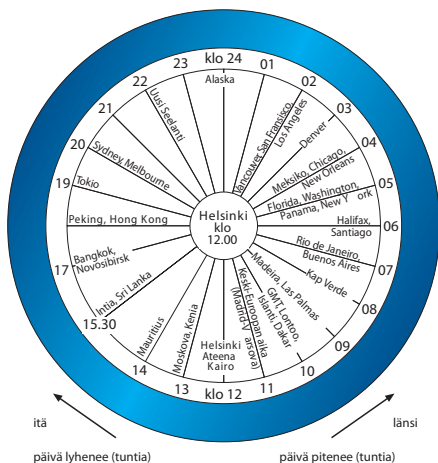 klo 24
01
02
03
04
05
06
07
08
09
10
11
klo 12
13
14
15.30
17
19
20
21
22
23
Alaska
Vancouver, San Fransisco,
Los Angeles
Denver
Meksiko, Chicago,
New Orleans
Florida, Washington,
Panama, New Y ork
Halifax,
Santiago
Rio de Janeiro,
Buenos Aires
Kap Verde
Madeira, Las Palmas
GMT, Lontoo,
Islanti, Dakar
Keski-Euroopan aika
(Madrid-V arsova)
Helsinki
Ateena
Kairo
Moskova, Kenia
Mauritius
Intia, Sri Lanka
Bangkok,
Novosibirsk
Peking, Hong Kong
Tokio
Sydney, Melbourne
Uusi Seelanti
Helsinki
klo
12.00
itä
länsi
päivä lyhenee (tuntia)
päivä pitenee (tuntia)